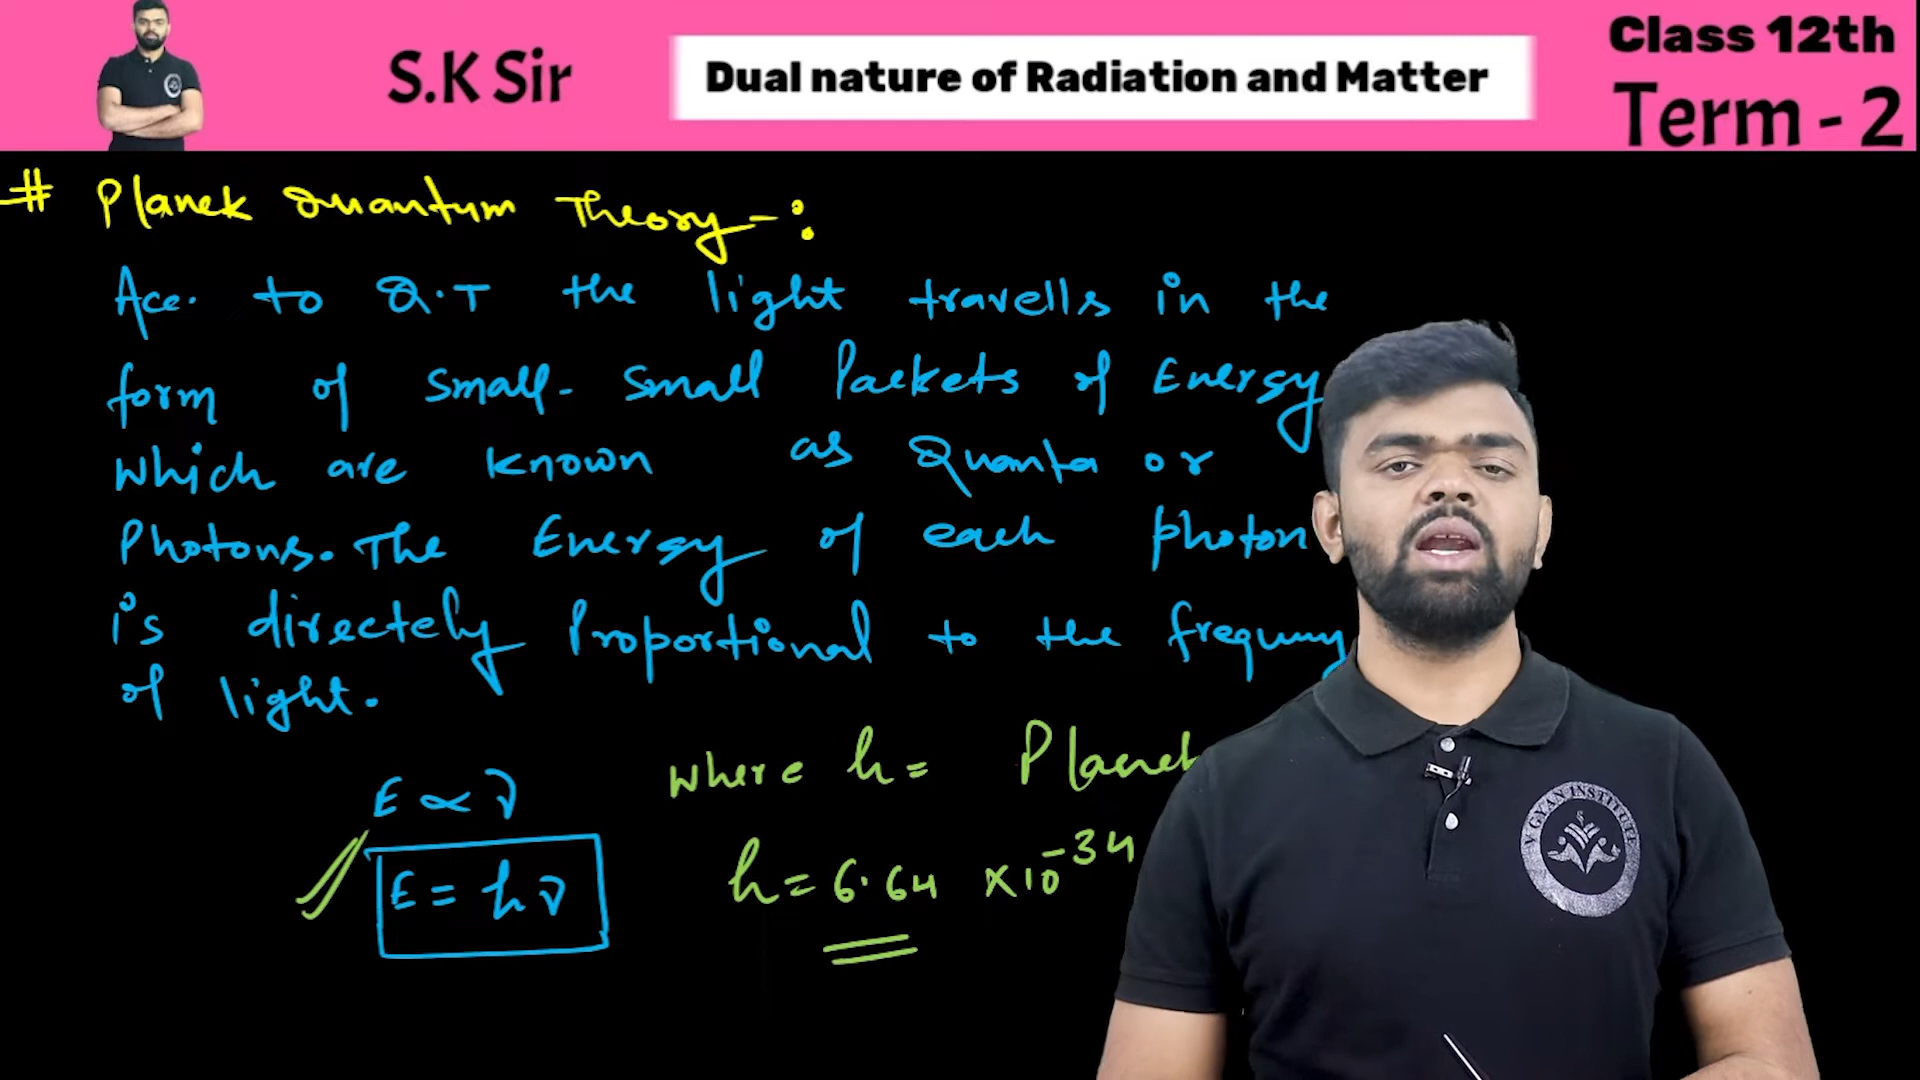 S.K Sir
Dual nature of Radiation and Matter
Class 12th
Term - 2
# Planck Quantum Theory -:
Acc. to Q.T the light travells in the
form of small-small Packets of Energy
which are known as Quanta or
Photons. The Energy of each photon
is directely Proportional to the frequency
of light.
E ∝ ν
where h = Planck
E = hν
h = 6.64 × 10⁻³⁴